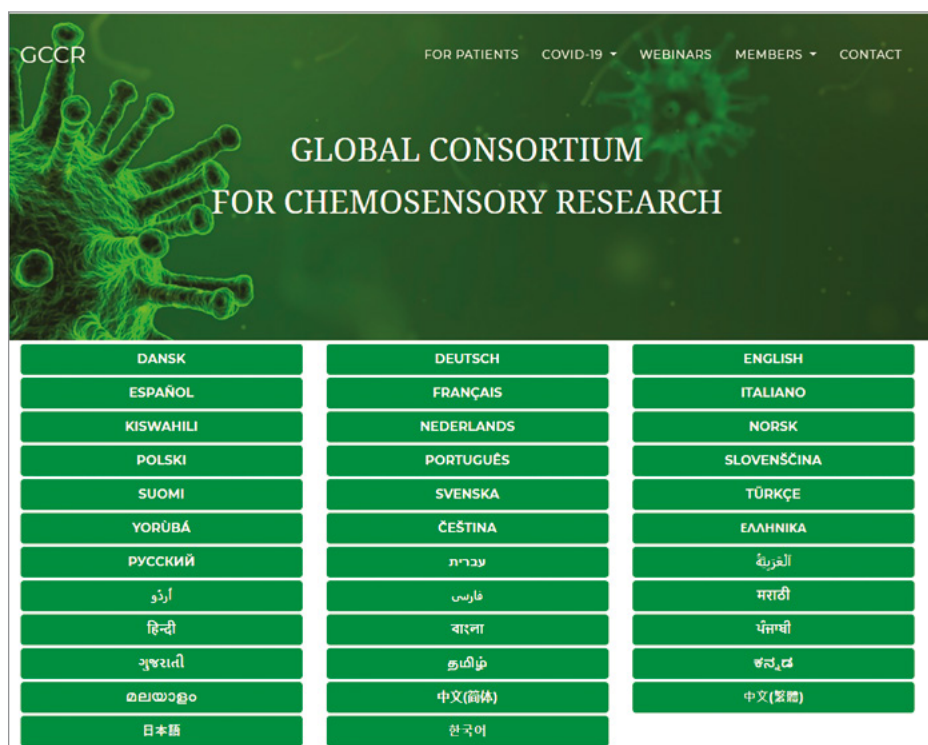 GCCR
FOR PATIENTS COVID-19 WEBINARS MEMBERS CONTACT
GLOBAL CONSORTIUM
FOR CHEMOSENSORY RESEARCH
DANSK DEUTSCH ENGLISH
ESPAÑOL FRANÇAIS ITALIANO
KISWAHILI NEDERLANDS NORSK
POLSKI PORTUGUÊS SLOVENŠČINA
SUOMI SVENSKA TÜRKÇE
YORÙBÁ ČEŠTINA ΕΛΛΗΝΙΚΑ
РУССКИЙ עברית اَلْعَرَبِيَّةُ
اُردُو فارسی मराठी
हिन्दी বাংলা ਪੰਜਾਬੀ
ગુજરાતી தமிழ் ಕನ್ನಡ
മലയാളം 中文(简体) 中文(繁體)
日本語 한국어